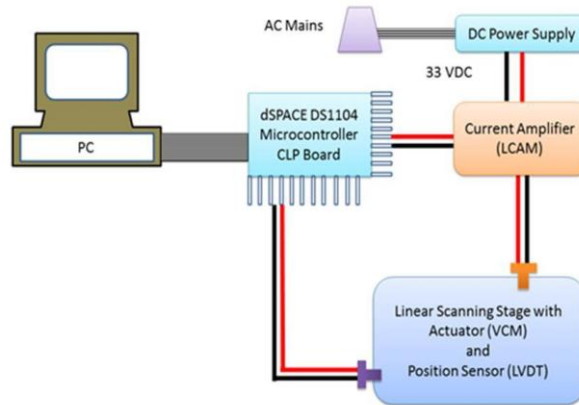 AC Mains
DC Power Supply
33 VDC
dSPACE DS1104
Microcontroller
CLP Board
Current Amplifier
(LCAM)
PC
Linear Scanning Stage with
Actuator (VCM)
and
Position Sensor (LVDT)